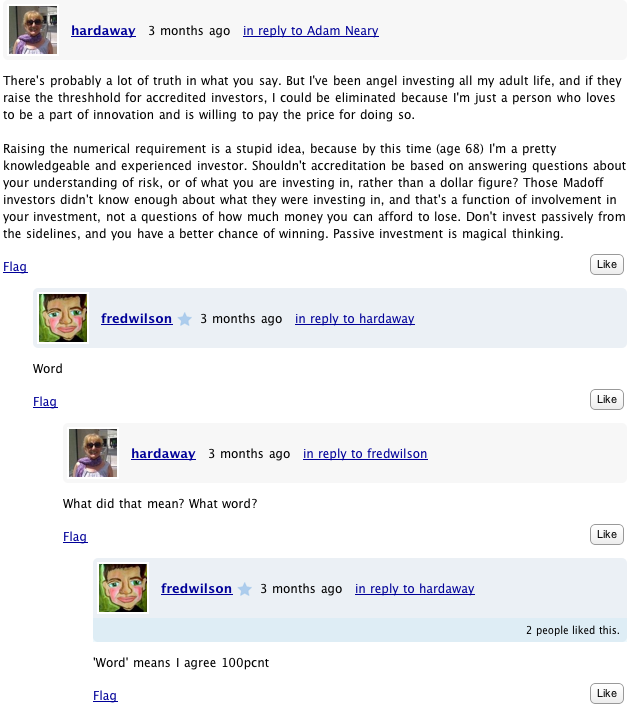 hardaway 3 months ago in reply to Adam Neary
There's probably a lot of truth in what you say. But I've been angel investing all my adult life, and if they
raise the threshhold for accredited investors, I could be eliminated because I'm just a person who loves
to be a part of innovation and is willing to pay the price for doing so.
Raising the numerical requirement is a stupid idea, because by this time (age 68) I'm a pretty
knowledgeable and experienced investor. Shouldn't accreditation be based on answering questions about
your understanding of risk, or of what you are investing in, rather than a dollar figure? Those Madoff
investors didn't know enough about what they were investing in, and that's a function of involvement in
your investment, not a questions of how much money you can afford to lose. Don't invest passively from
the sidelines, and you have a better chance of winning. Passive investment is magical thinking.
Flag Like
fredwilson 3 months ago in reply to hardaway
Word
Flag Like
hardaway 3 months ago in reply to fredwilson
What did that mean? What word?
Flag Like
fredwilson 3 months ago in reply to hardaway
2 people liked this.
'Word' means I agree 100pcnt
Flag Like